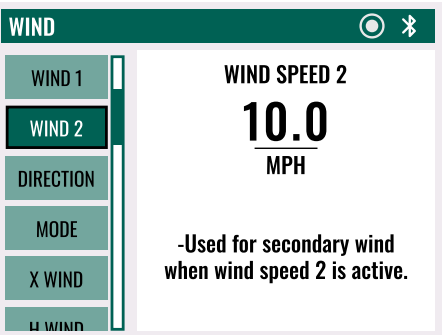 WIND
WIND 1
WIND 2
DIRECTION
MODE
X WIND
H WIND
WIND SPEED 2
10.0
MPH
-Used for secondary wind
when wind speed 2 is active.